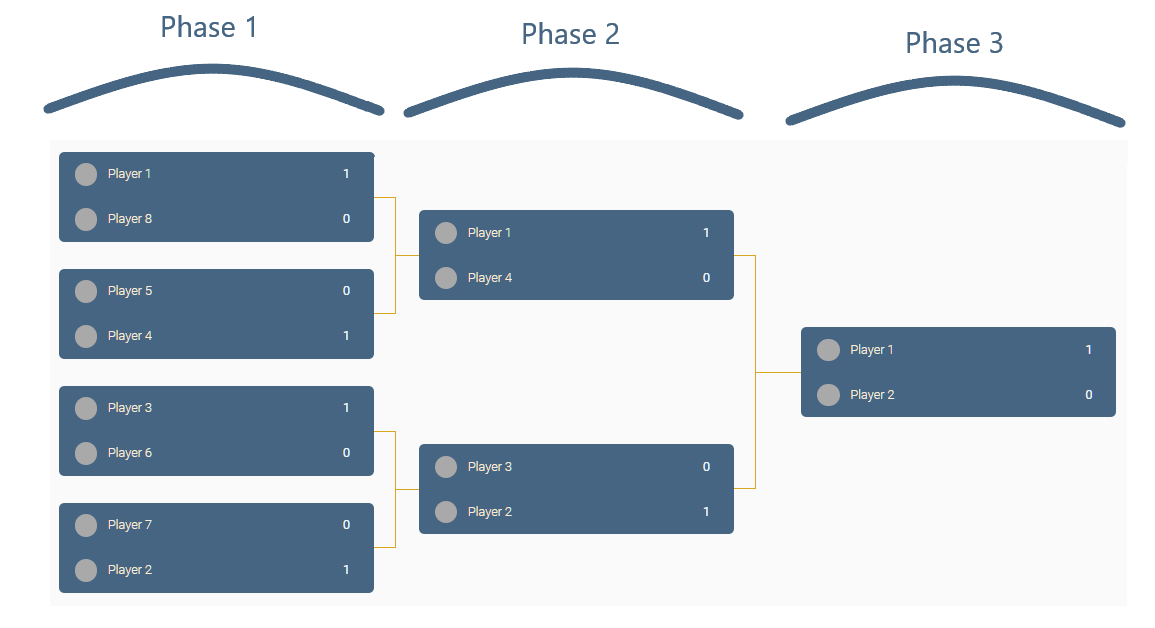 Phase 1
Phase 2
Phase 3
Player 1 1
Player 8 0
Player 5 0
Player 4 1
Player 3 1
Player 6 0
Player 7 0
Player 2 1
Player 1 1
Player 4 0
Player 3 0
Player 2 1
Player 1 1
Player 2 0